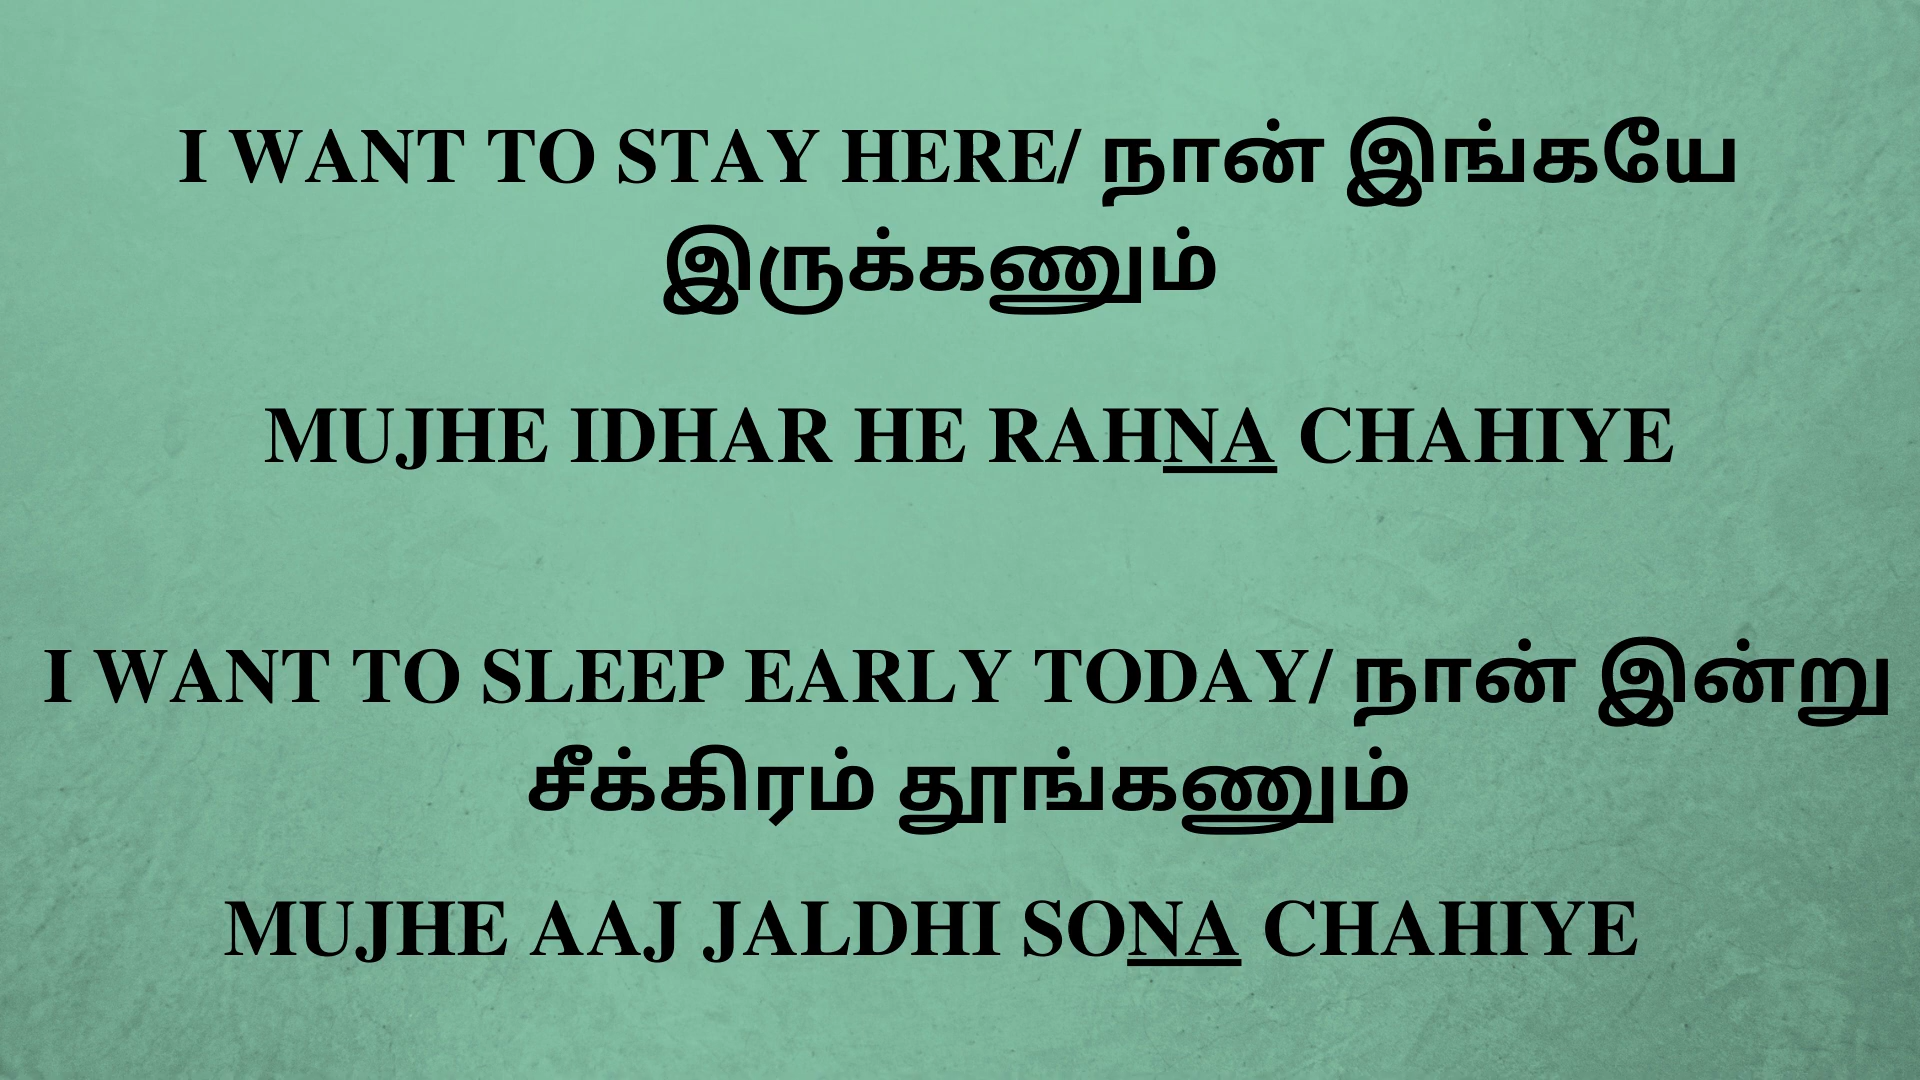 I WANT TO STAY HERE/ நான் இங்கயே
இருக்கணும்
MUJHE IDHAR HE RAHNA CHAHIYE
I WANT TO SLEEP EARLY TODAY/ நான் இன்று
சீக்கிரம் தூங்கணும்
MUJHE AAJ JALDHI SONA CHAHIYE